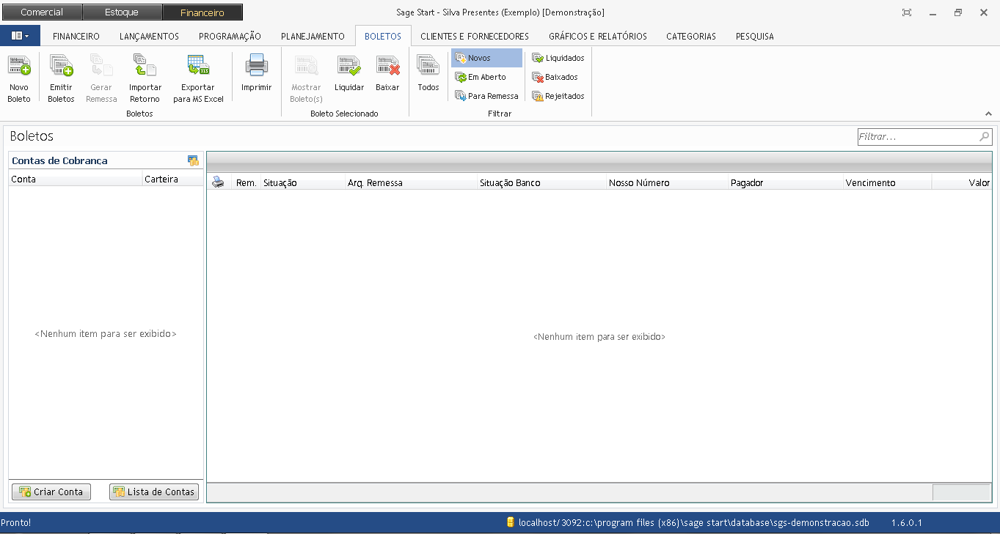 Comercial Estoque Financeiro Sage Start - Silva Presentes (Exemplo) [Demonstração]
FINANCEIRO LANÇAMENTOS PROGRAMAÇÃO PLANEJAMENTO BOLETOS CLIENTES E FORNECEDORES GRÁFICOS E RELATÓRIOS CATEGORIAS PESQUISA
Novo Boleto
Emitir Boletos
Gerar Remessa
Importar Retorno
Exportar para MS Excel
Imprimir
Mostrar Boleto(s)
Liquidar
Baixar
Todos
Novos
Em Aberto
Para Remessa
Liquidados
Baixados
Rejeitados
Boletos Boleto Selecionado Filtrar
Boletos
Filtrar...
Contas de Cobrança
Conta Carteira
Rem. Situação Arq. Remessa Situação Banco Nosso Número Pagador Vencimento Valor
<Nenhum item para ser exibido>
<Nenhum item para ser exibido>
Criar Conta Lista de Contas
Pronto! localhost/3092:c:\program files (x86)\sage start\database\sgs-demonstracao.sdb 1.6.0.1